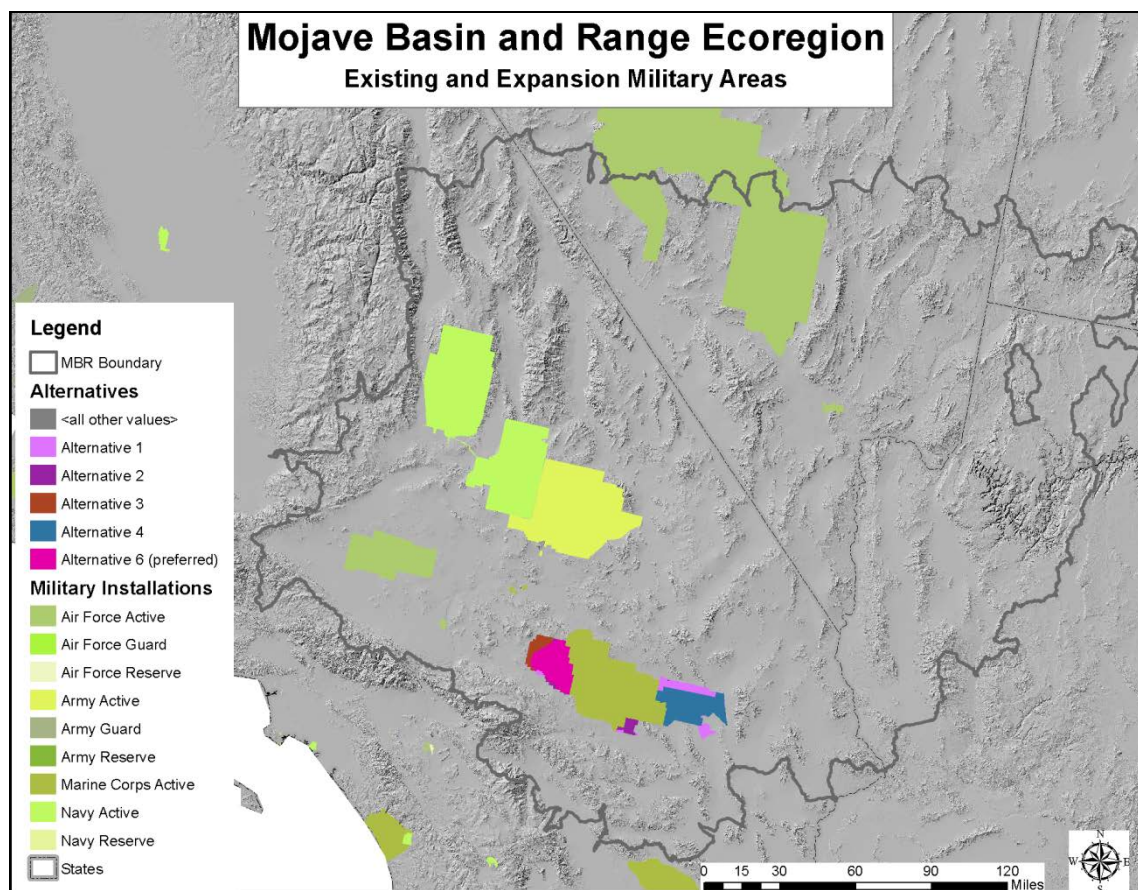 Mojave Basin and Range Ecoregion
Existing and Expansion Military Areas
Legend
MBR Boundary
Alternatives
<all other values>
Alternative 1
Alternative 2
Alternative 3
Alternative 4
Alternative 6 (preferred)
Military Installations
Air Force Active
Air Force Guard
Air Force Reserve
Army Active
Army Guard
Army Reserve
Marine Corps Active
Navy Active
Navy Reserve
States
0 15 30 60 90 120
Miles
N
W E
S